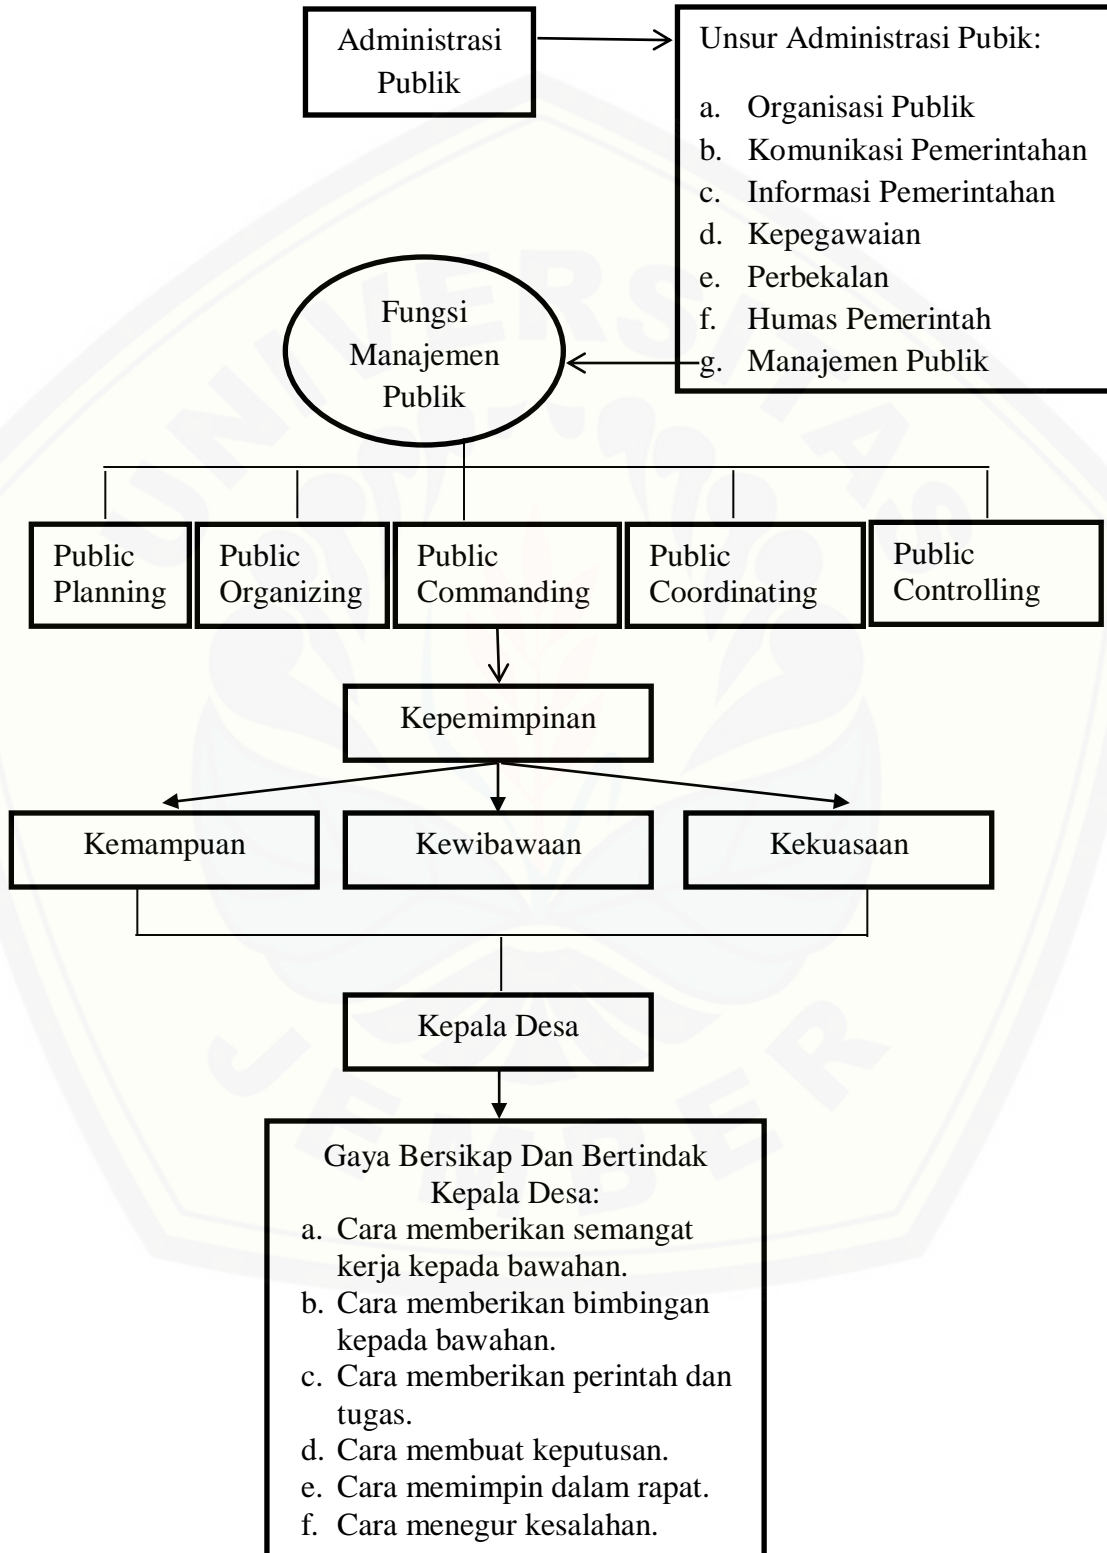 Administrasi
Publik
Unsur Administrasi Pubik:
a. Organisasi Publik
b. Komunikasi Pemerintahan
c. Informasi Pemerintahan
d. Kepegawaian
e. Perbekalan
f. Humas Pemerintah
g. Manajemen Publik
Fungsi
Manajemen
Publik
Public
Planning
Public
Organizing
Public
Commanding
Public
Coordinating
Public
Controlling
Kepemimpinan
Kemampuan
Kewibawaan
Kekuasaan
Kepala Desa
Gaya Bersikap Dan Bertindak
Kepala Desa:
a. Cara memberikan semangat
kerja kepada bawahan.
b. Cara memberikan bimbingan
kepada bawahan.
c. Cara memberikan perintah dan
tugas.
d. Cara membuat keputusan.
e. Cara memimpin dalam rapat.
f. Cara menegur kesalahan.
UNIVERSITAS
JEMBER